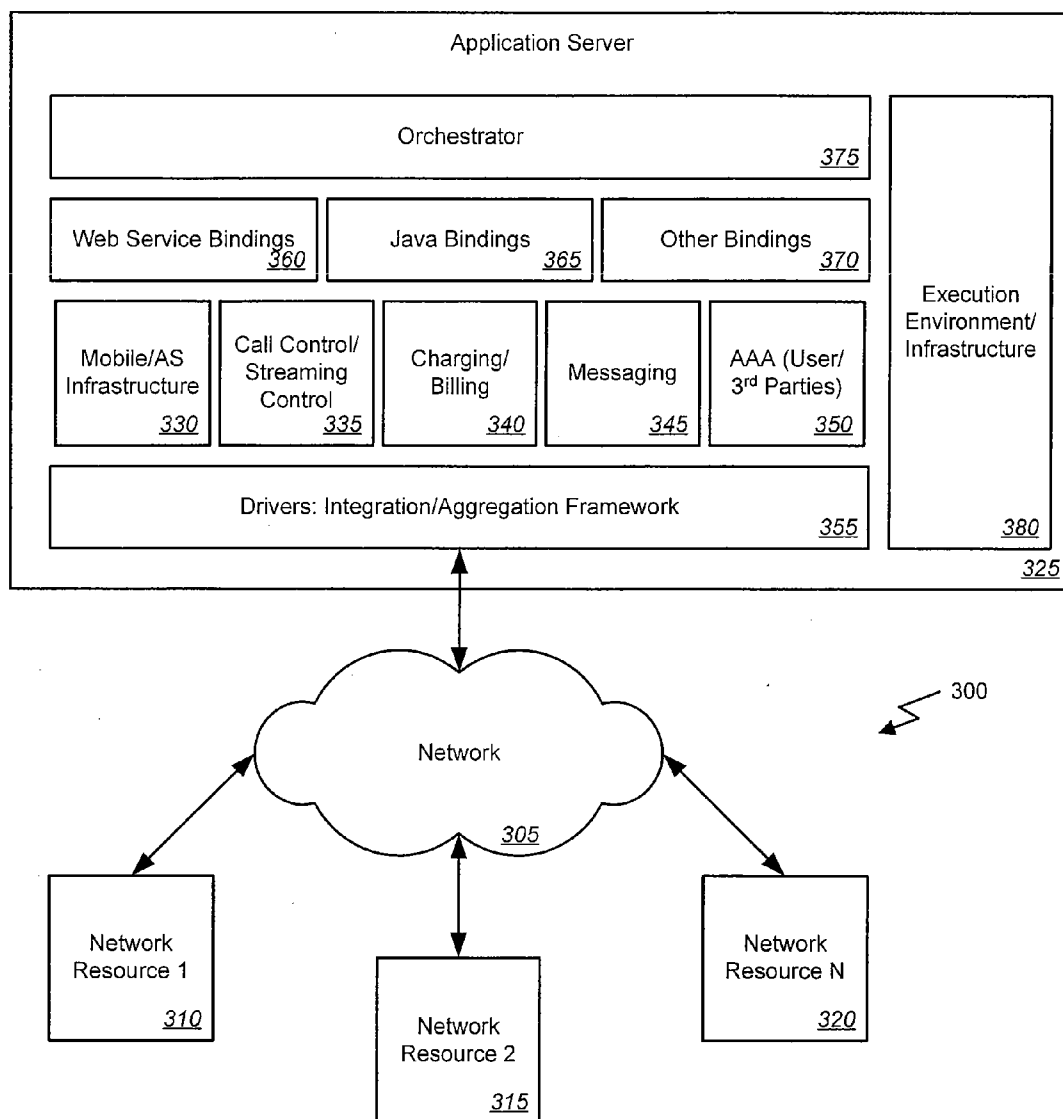 Application Server
Orchestrator
375
Web Service Bindings
360
Java Bindings
365
Other Bindings
370
Execution
Environment/
Infrastructure
380
Mobile/AS
Infrastructure
330
Call Control/
Streaming
Control
335
Charging/
Billing
340
Messaging
345
AAA (User/
3rd Parties)
350
Drivers: Integration/Aggregation Framework
355
325
300
Network
305
Network
Resource 1
310
Network
Resource 2
315
Network
Resource N
320